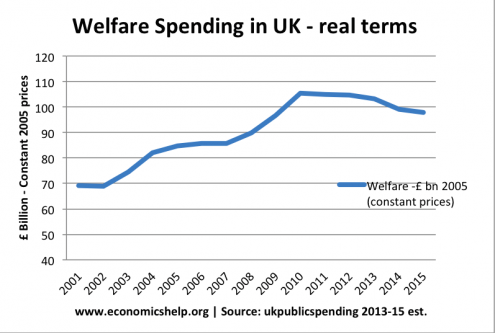 Welfare Spending in UK - real terms
£ Billion - Constant 2005 prices
120
110
100
90
80
70
60
50
40
Welfare -£ bn 2005
(constant prices)
2001 2002 2003 2004 2005 2006 2007 2008 2009 2010 2011 2012 2013 2014 2015
www.economicshelp.org | Source: ukpublicspending 2013-15 est.